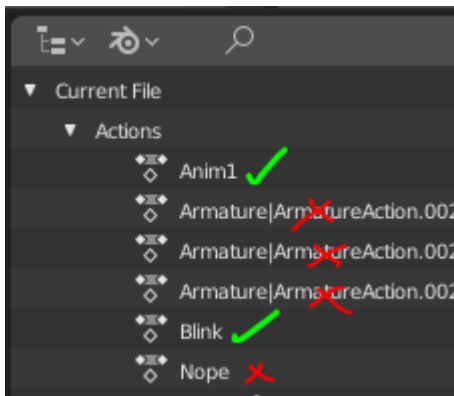 Current File
Actions
Anim1
Armature|ArmatureAction.002
Armature|ArmatureAction.002
Armature|ArmatureAction.002
Blink
Nope